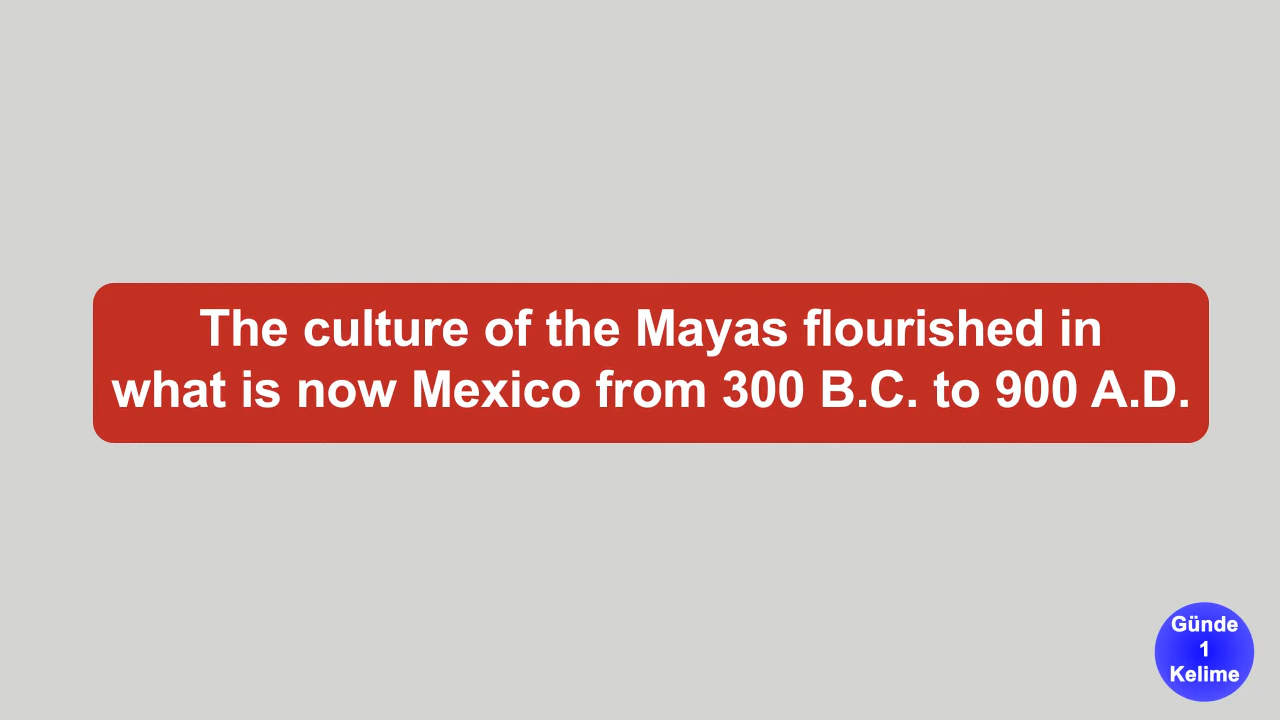 The culture of the Mayas flourished in
what is now Mexico from 300 B.C. to 900 A.D.
Günde
1
Kelime